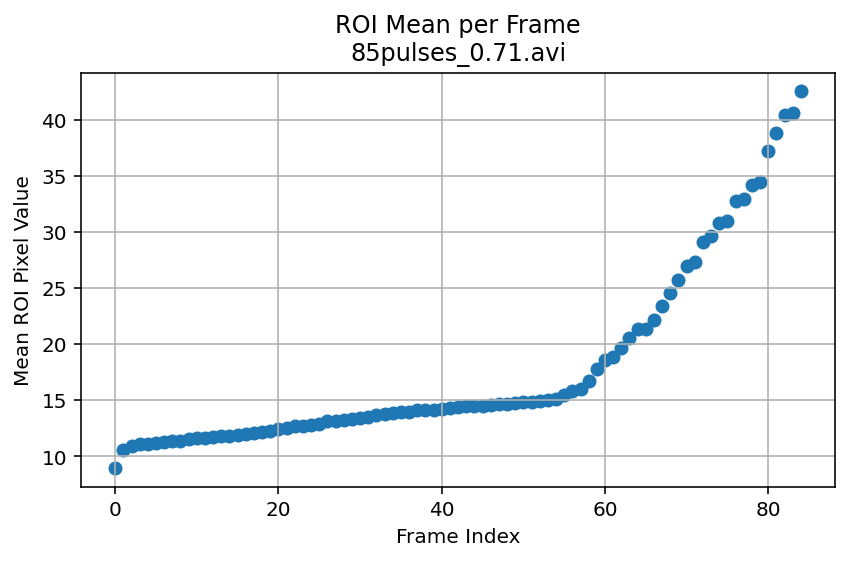 ROI Mean per Frame
85pulses_0.71.avi
40
35
30
25
20
15
10
Mean ROI Pixel Value
0 20 40 60 80
Frame Index